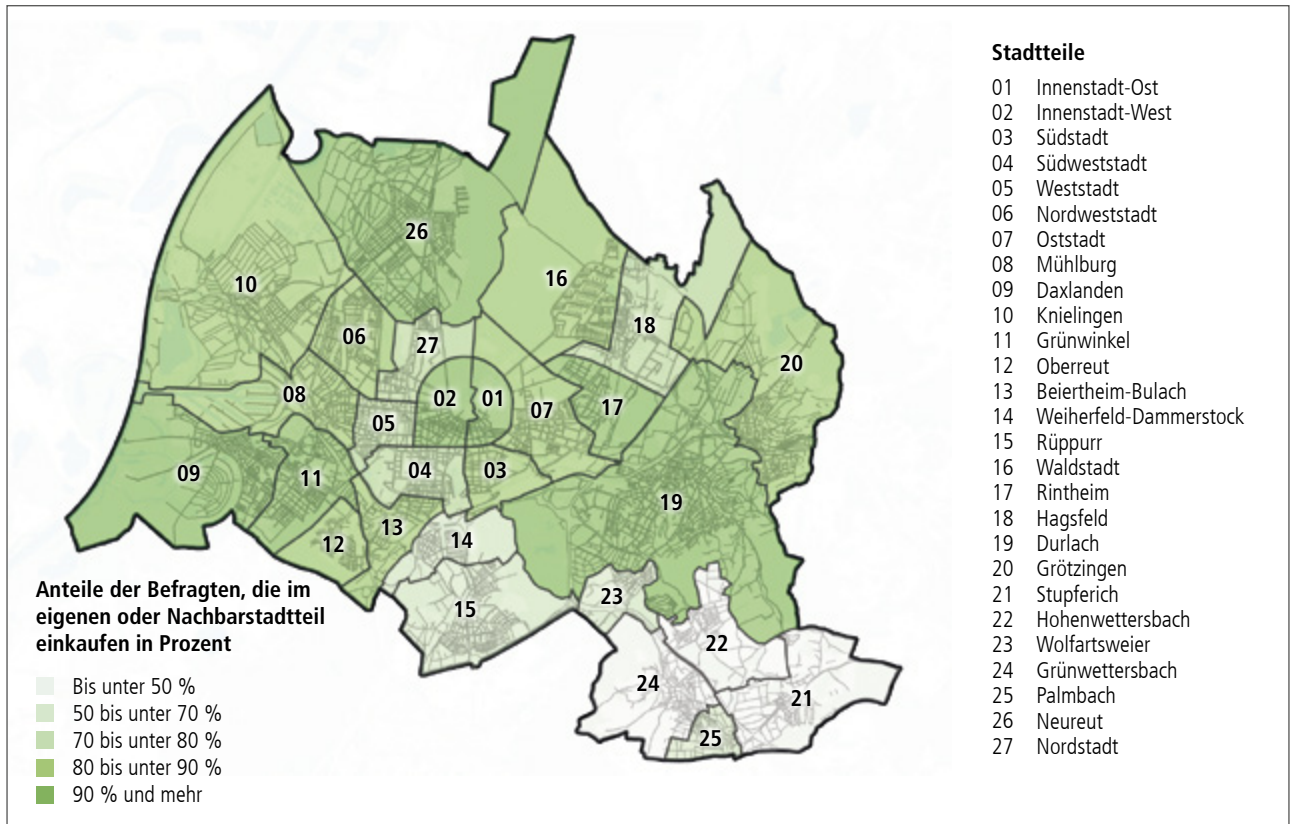 26
10
16
18
06
27
20
08
02
01
07
17
05
09
11
04
03
19
13
12
14
15
23
22
24
21
25
Anteile der Befragten, die im
eigenen oder Nachbarstadtteil
einkaufen in Prozent
Bis unter 50 %
50 bis unter 70 %
70 bis unter 80 %
80 bis unter 90 %
90 % und mehr
Stadtteile
01 Innenstadt-Ost
02 Innenstadt-West
03 Südstadt
04 Südweststadt
05 Weststadt
06 Nordweststadt
07 Oststadt
08 Mühlburg
09 Daxlanden
10 Knielingen
11 Grünwinkel
12 Oberreut
13 Beiertheim-Bulach
14 Weiherfeld-Dammerstock
15 Rüppurr
16 Waldstadt
17 Rintheim
18 Hagsfeld
19 Durlach
20 Grötzingen
21 Stupferich
22 Hohenwettersbach
23 Wolfartsweier
24 Grünwettersbach
25 Palmbach
26 Neureut
27 Nordstadt